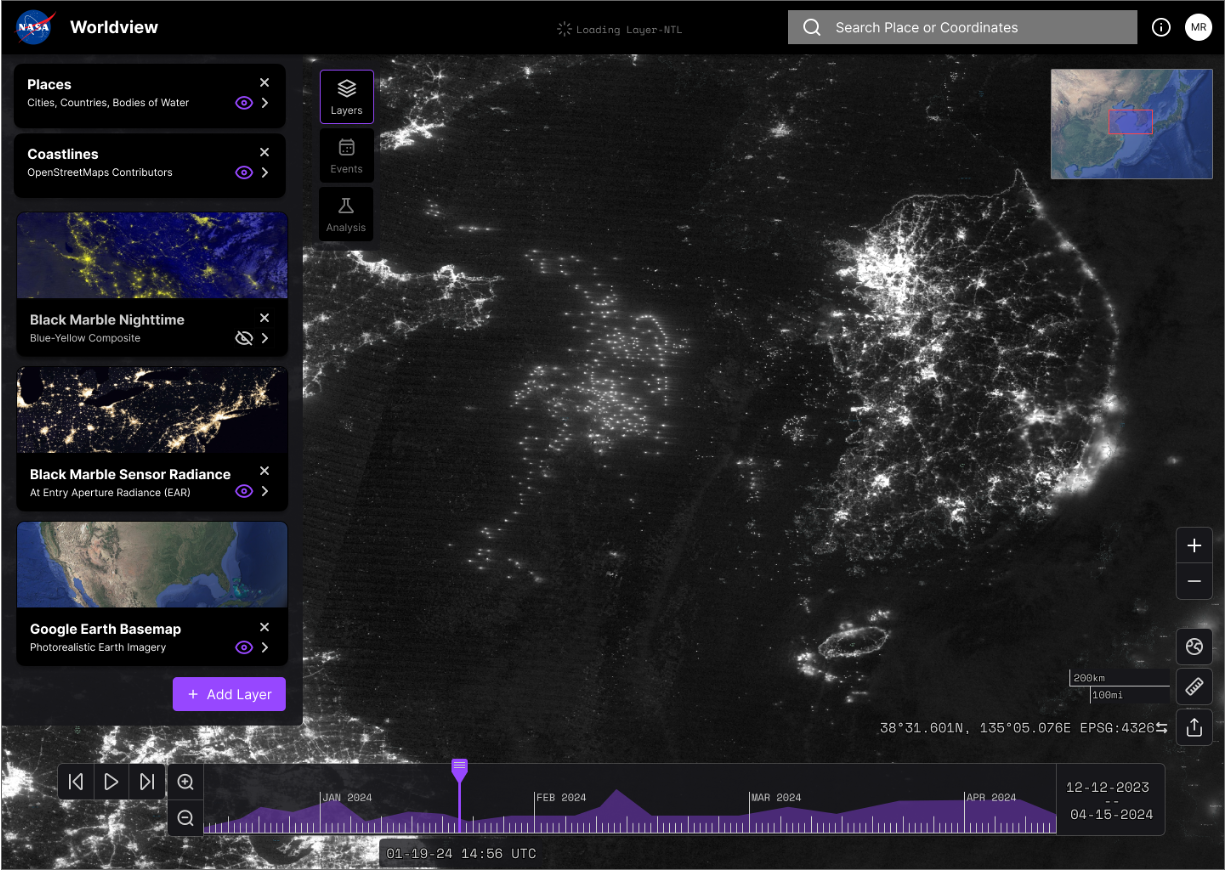 NASA
Worldview
Loading Layer-NTL
Search Place or Coordinates
MR
Places
Cities, Countries, Bodies of Water
Coastlines
OpenStreetMaps Contributors
Black Marble Nighttime
Blue-Yellow Composite
Black Marble Sensor Radiance
At Entry Aperture Radiance (EAR)
Google Earth Basemap
Photorealistic Earth Imagery
+ Add Layer
Layers
Events
Analysis
200km
100mi
38°31.601N, 135°05.076E EPSG:4326
JAN 2024
FEB 2024
MAR 2024
APR 2024
12-12-2023
--
04-15-2024
01-19-24 14:56 UTC